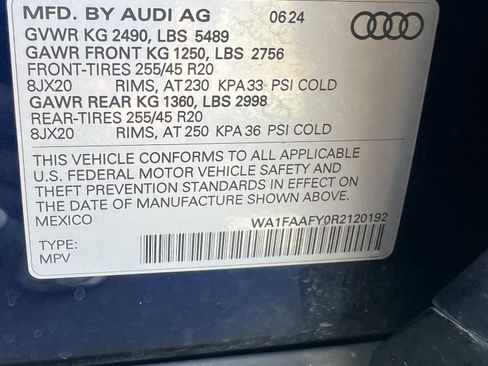 MFD. BY AUDI AG 06:24
GVWR KG 2490, LBS 5489
GAWR FRONT KG 1250, LBS 2756
FRONT-TIRES 255/45 R20
8JX20 RIMS, AT 230 KPA 33 PSI COLD
GAWR REAR KG 1360, LBS 2998
REAR-TIRES 255/45 R20
8JX20 RIMS, AT 250 KPA 36 PSI COLD
THIS VEHICLE CONFORMS TO ALL APPLICABLE
U.S. FEDERAL MOTOR VEHICLE SAFETY AND
THEFT PREVENTION STANDARDS IN EFFECT ON
THE DATE OF MANUFACTURE SHOWN ABOVE.
MEXICO WA1FAAFY0R2120192
TYPE:
MPV